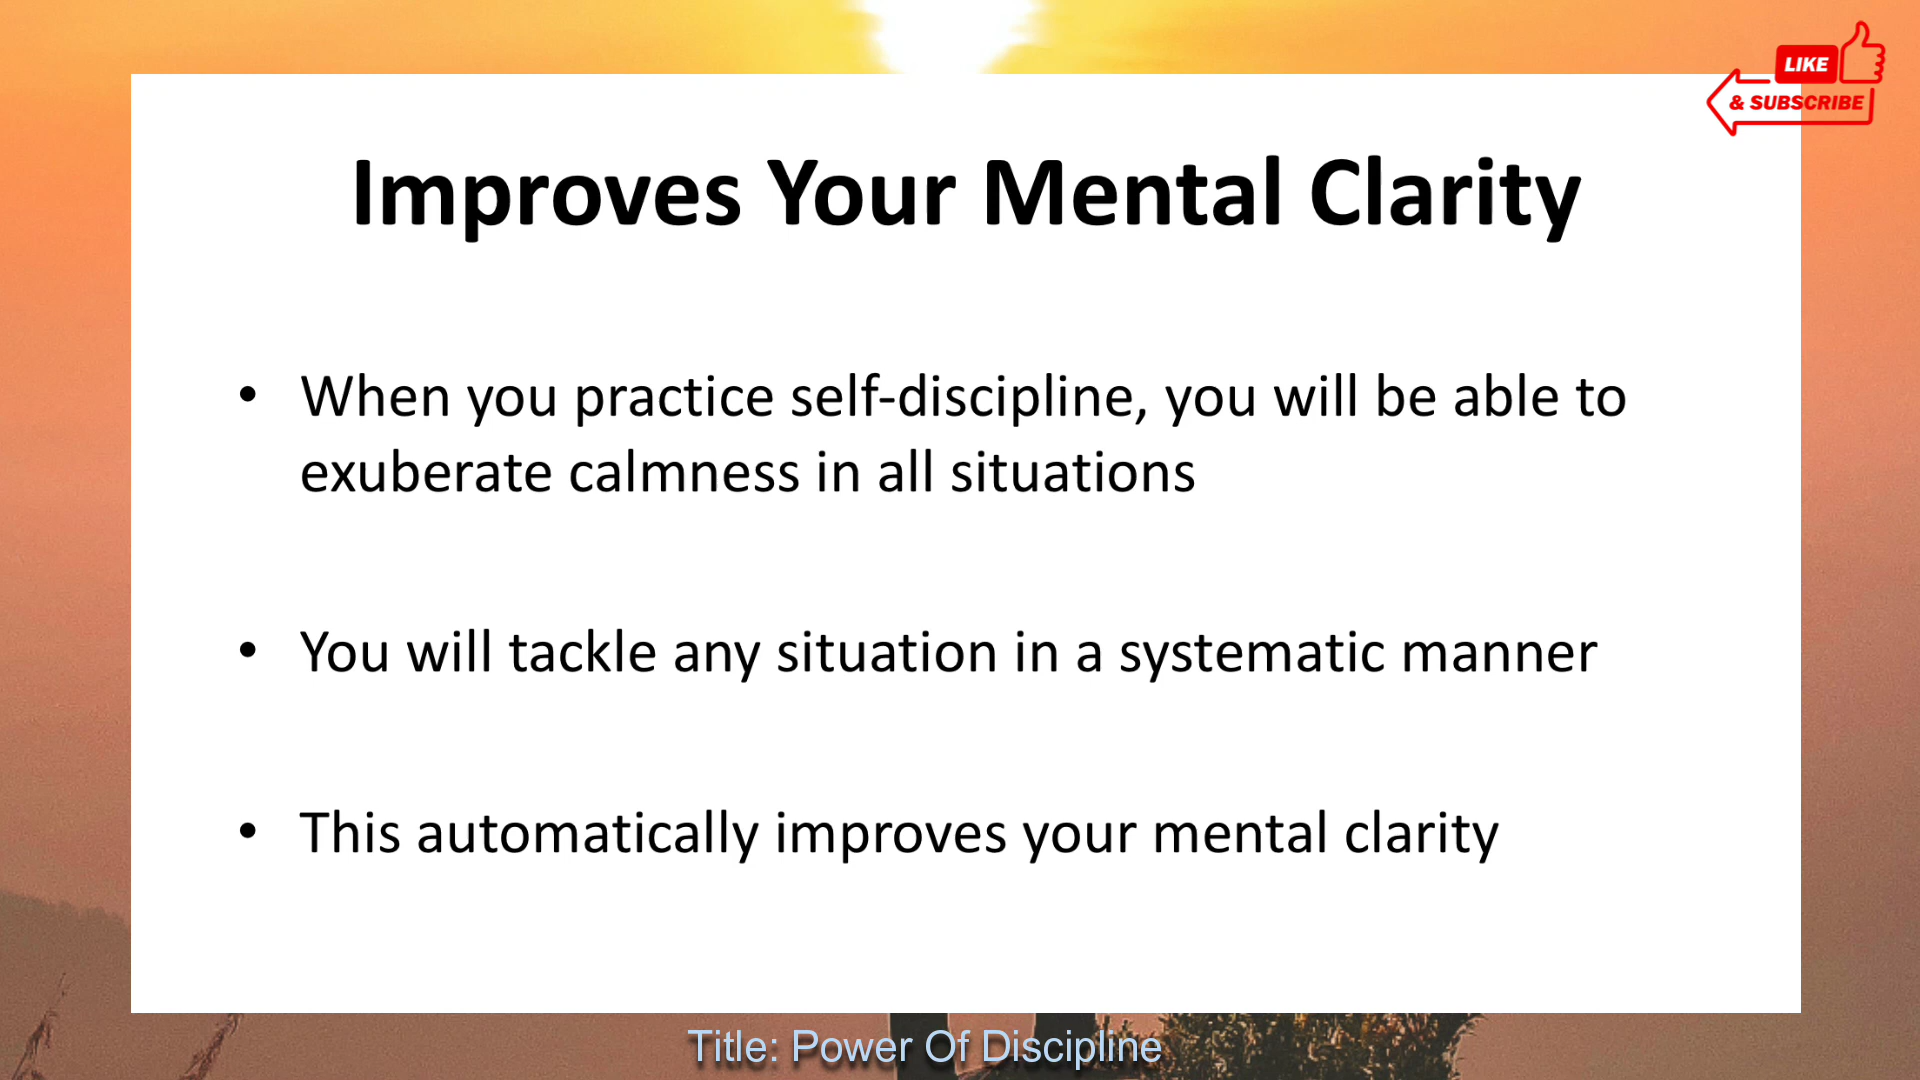 LIKE
& SUBSCRIBE
Improves Your Mental Clarity
• When you practice self-discipline, you will be able to
exuberate calmness in all situations
• You will tackle any situation in a systematic manner
• This automatically improves your mental clarity
Title: Power Of Discipline